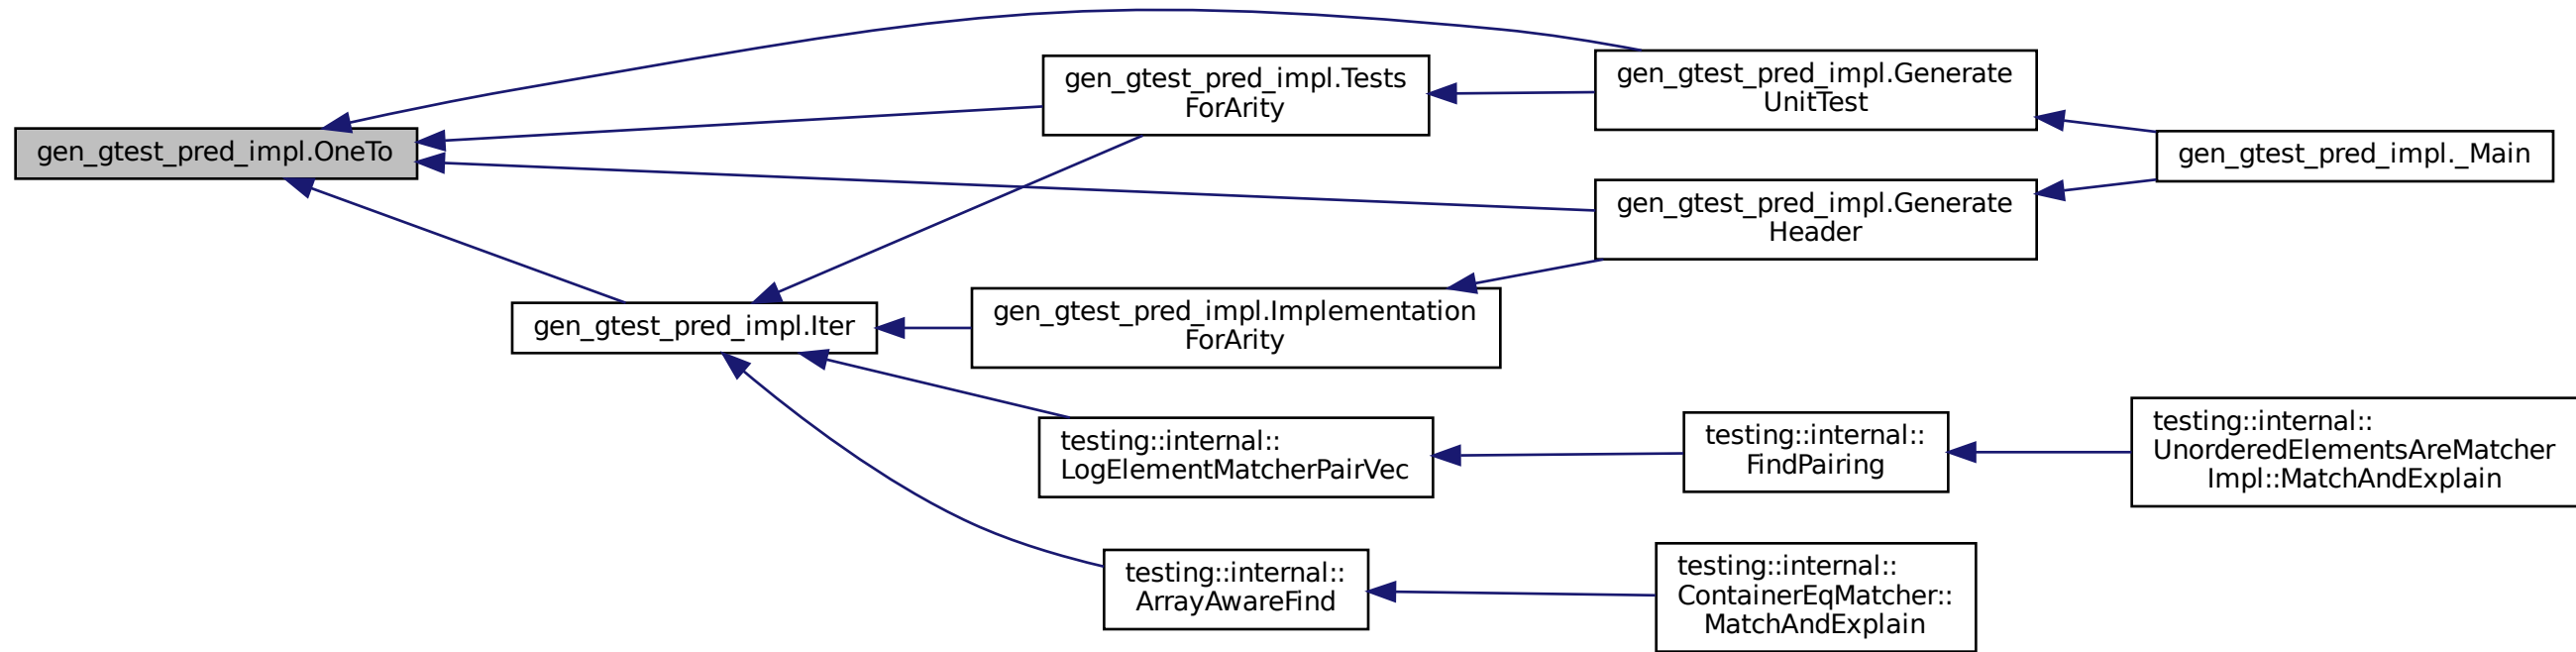 gen_gtest_pred_impl.OneTo
gen_gtest_pred_impl.Tests
ForArity
gen_gtest_pred_impl.Generate
UnitTest
gen_gtest_pred_impl._Main
gen_gtest_pred_impl.Generate
Header
gen_gtest_pred_impl.Iter
gen_gtest_pred_impl.Implementation
ForArity
testing::internal::
LogElementMatcherPairVec
testing::internal::
FindPairing
testing::internal::
UnorderedElementsAreMatcher
Impl::MatchAndExplain
testing::internal::
ArrayAwareFind
testing::internal::
ContainerEqMatcher::
MatchAndExplain